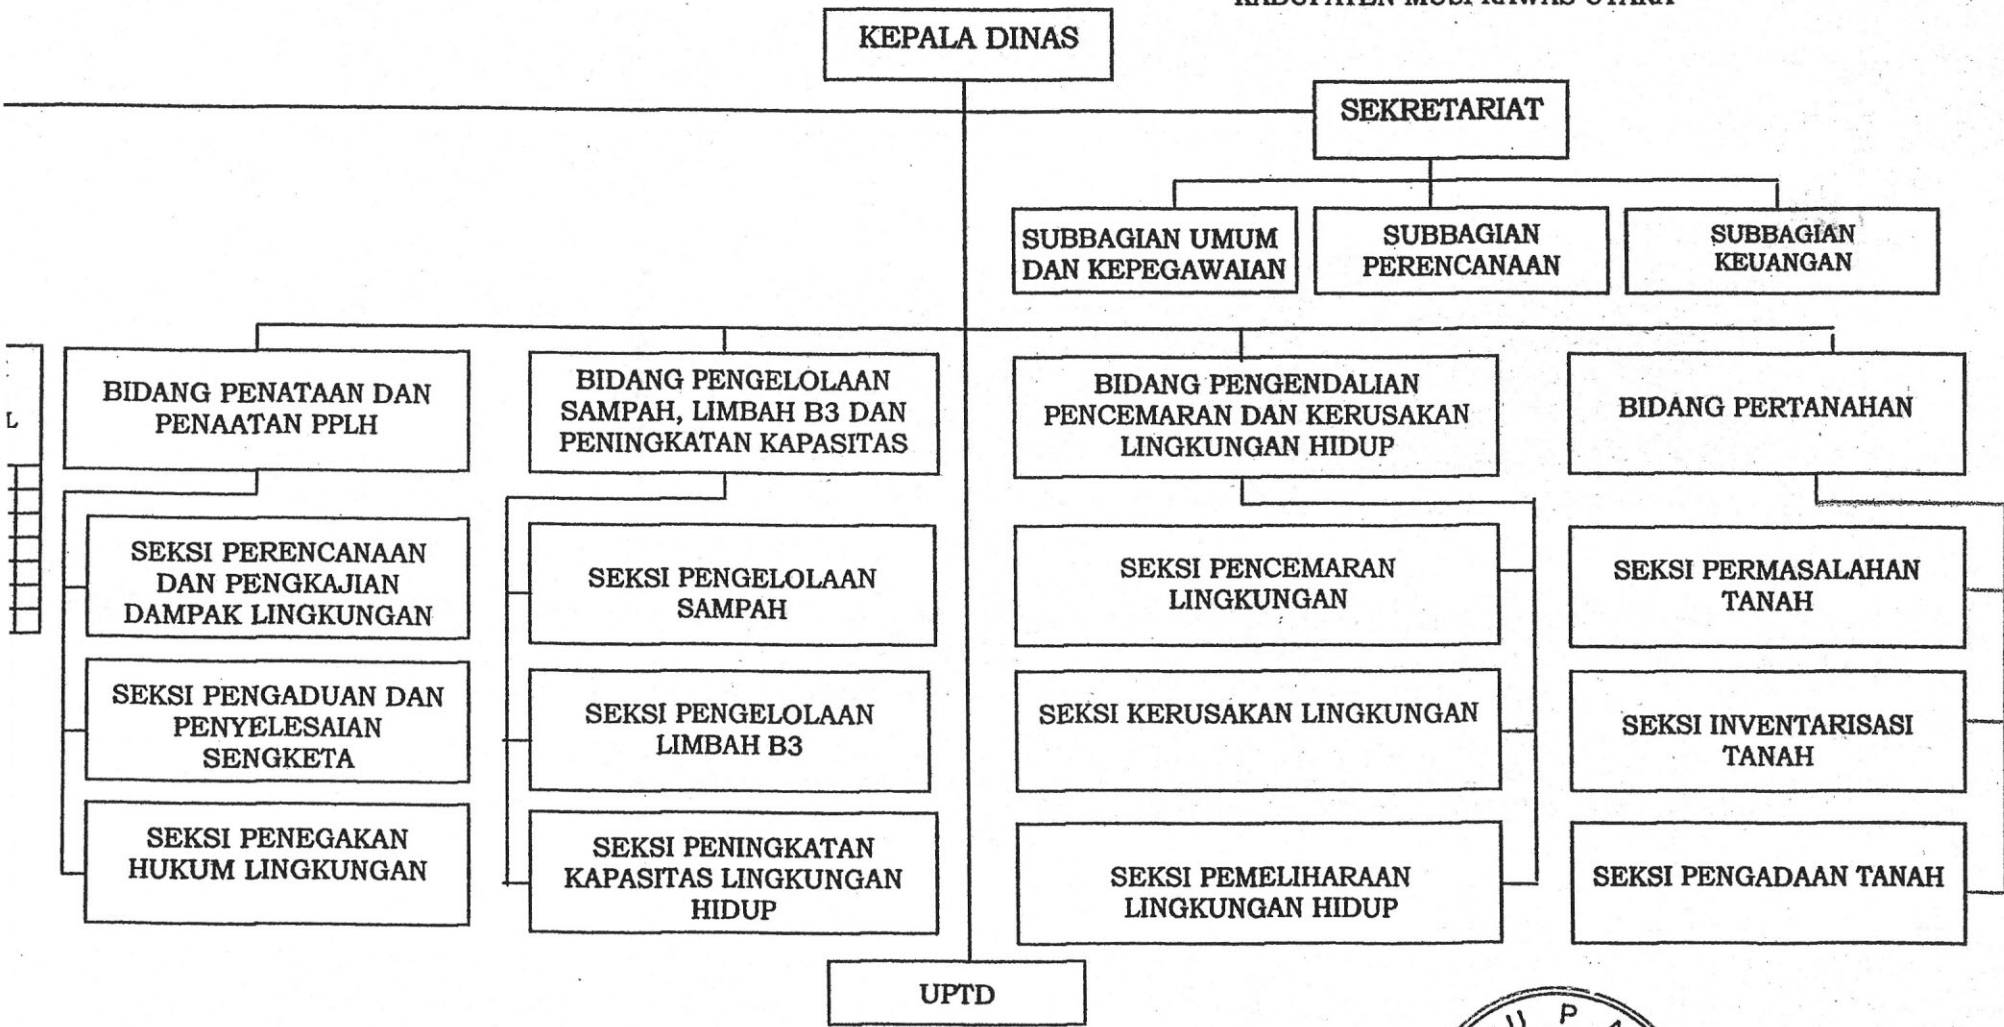 KABUPATEN MUSI RAWAS UTARA
KEPALA DINAS
SEKRETARIAT
SUBBAGIAN UMUM
DAN KEPEGAWAIAN
SUBBAGIAN
PERENCANAAN
SUBBAGIAN
KEUANGAN
L
BIDANG PENATAAN DAN
PENAATAN PPLH
BIDANG PENGELOLAAN
SAMPAH, LIMBAH B3 DAN
PENINGKATAN KAPASITAS
BIDANG PENGENDALIAN
PENCEMARAN DAN KERUSAKAN
LINGKUNGAN HIDUP
BIDANG PERTANAHAN
SEKSI PERENCANAAN
DAN PENGKAJIAN
DAMPAK LINGKUNGAN
SEKSI PENGELOLAAN
SAMPAH
SEKSI PENCEMARAN
LINGKUNGAN
SEKSI PERMASALAHAN
TANAH
SEKSI PENGADUAN DAN
PENYELESAIAN
SENGKETA
SEKSI PENGELOLAAN
LIMBAH B3
SEKSI KERUSAKAN LINGKUNGAN
SEKSI INVENTARISASI
TANAH
SEKSI PENEGAKAN
HUKUM LINGKUNGAN
SEKSI PENINGKATAN
KAPASITAS LINGKUNGAN
HIDUP
SEKSI PEMELIHARAAN
LINGKUNGAN HIDUP
SEKSI PENGADAAN TANAH
UPTD
U P A